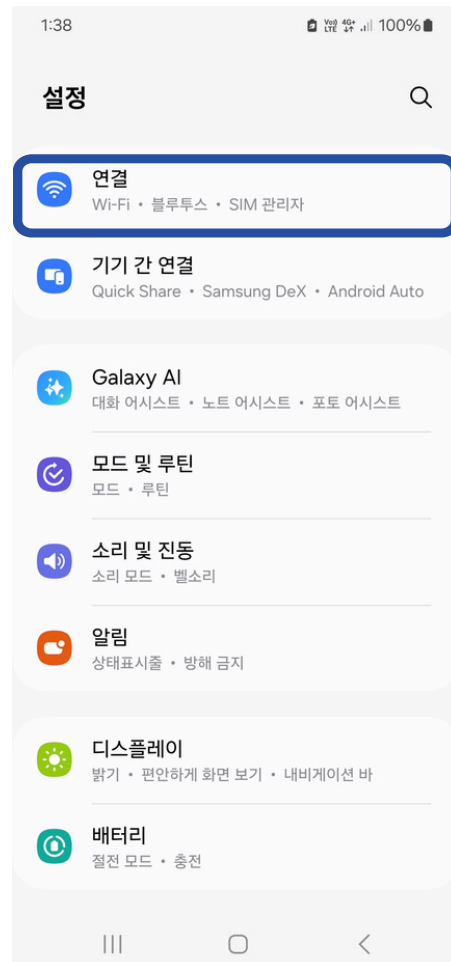 1:38 Vo)) LTE 4G+ 100%
설정
연결
Wi-Fi • 블루투스 • SIM 관리자
기기 간 연결
Quick Share • Samsung DeX • Android Auto
Galaxy AI
대화 어시스트 • 노트 어시스트 • 포토 어시스트
모드 및 루틴
모드 • 루틴
소리 및 진동
소리 모드 • 벨소리
알림
상태표시줄 • 방해 금지
디스플레이
밝기 • 편안하게 화면 보기 • 내비게이션 바
배터리
절전 모드 • 충전